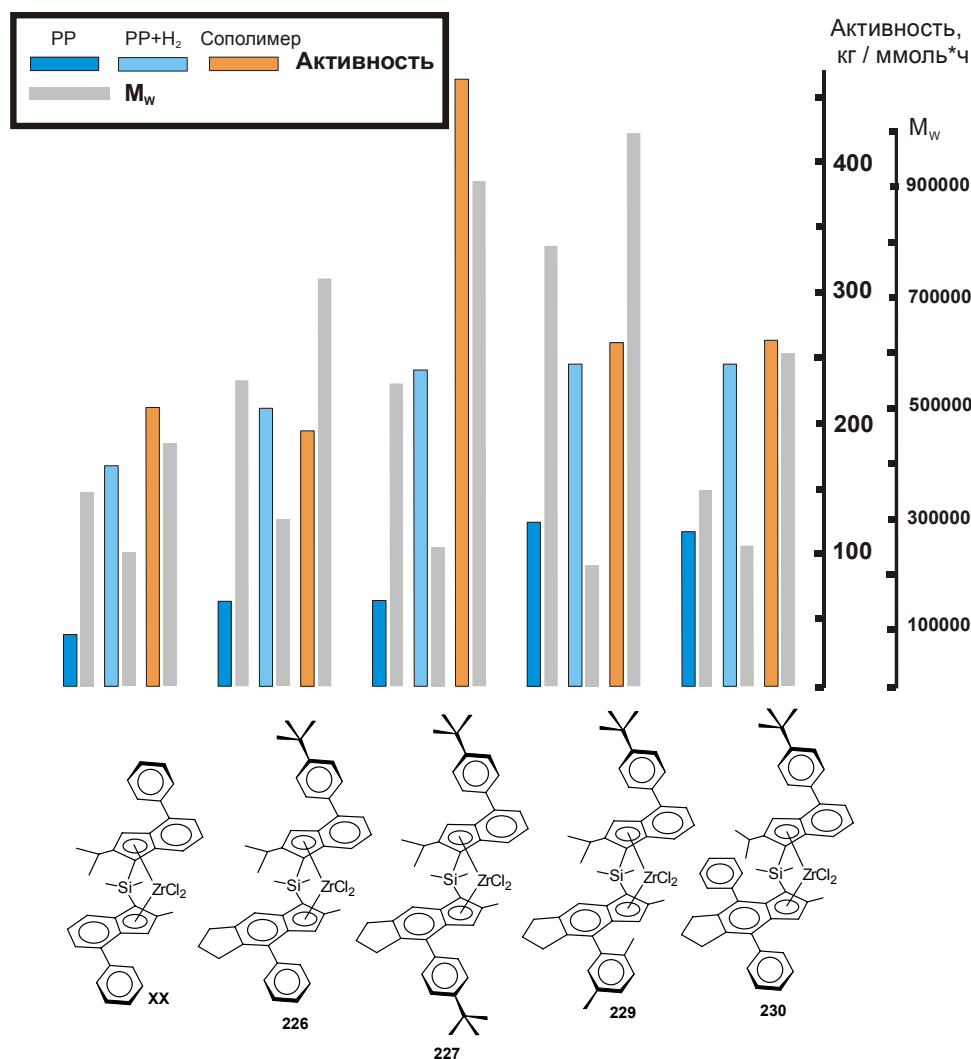 PP PP+H₂ Сополимер
Активность
Mw
Активность,
кг / ммоль*ч
Mw
400
900000
300
700000
500000
200
300000
100
100000
Si ZrCl₂
Si ZrCl₂
Si ZrCl₂
Si ZrCl₂
Si ZrCl₂
XX
226
227
229
230